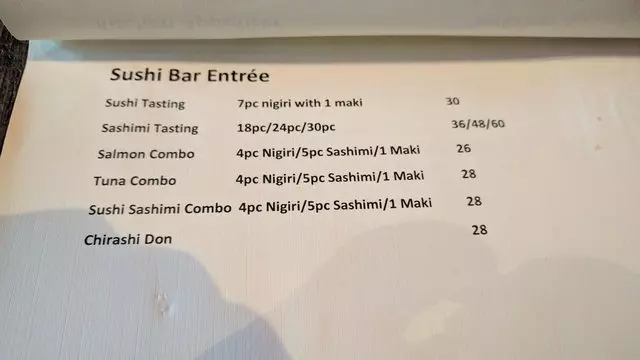 Sushi Bar Entrée
Sushi Tasting 7pc nigiri with 1 maki 30
Sashimi Tasting 18pc/24pc/30pc 36/48/60
Salmon Combo 4pc Nigiri/5pc Sashimi/1 Maki 26
Tuna Combo 4pc Nigiri/5pc Sashimi/1 Maki 28
Sushi Sashimi Combo 4pc Nigiri/5pc Sashimi/1 Maki 28
Chirashi Don 28